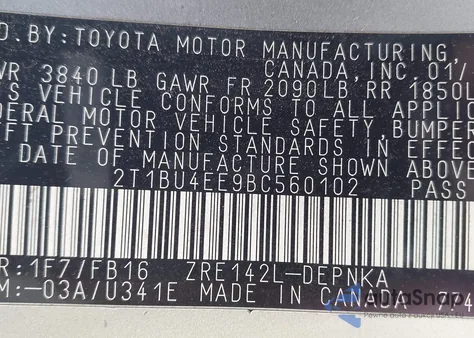 D.BY:TOYOTA MOTOR MANUFACTURING,
CANADA, INC. 01/
WR 3840 LB GAWR FR 2090LB, RR 1850L
S VEHICLE CONFORMS TO ALL APPLIC
DERAL MOTOR VEHICLE SAFETY, BUMPER
FT PREVENTION STANDARDS IN EFFEC
DATE OF MANUFACTURE SHOWN ABOVE
2T1BU4EE9BC560102 PASS
R:1F7/FB16 ZRE142L-DEPNKA
M:-03A/U341E MADE IN CANADA 774
AutoSnap